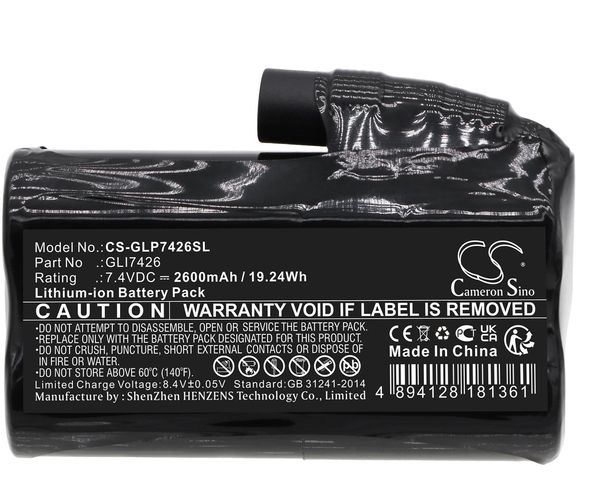 Model No.:CS-GLP7426SL
Part No :GLI7426
Rating :7.4VDC ⎓ 2600mAh / 19.24Wh
Lithium-ion Battery Pack
CS
Cameron Sino
CAUTION
WARRANTY VOID IF LABEL IS REMOVED
•DO NOT ATTEMPT TO DISASSEMBLE, OPEN OR SERVICE BATTERY PACK
•REPLACE ONLY WITH THE BATTERY PACK DESIGNATED FOR THIS PRODUCT
•DO NOT CRUSH, PUNCTURE, SHORT EXTERNAL CONTACTS OR DISPOSE OF IN FIRE OR WATER
•DO NOT EXPOSE ABOVE 60°C (140°F)
Limited Charge Voltage:8.4V±0.05V Standard:GB 31241-2014
Manufacture by : ShenZhen HENZENS Technology Co., Limited.
CE
UK CA
Made In China
4 894128 181361